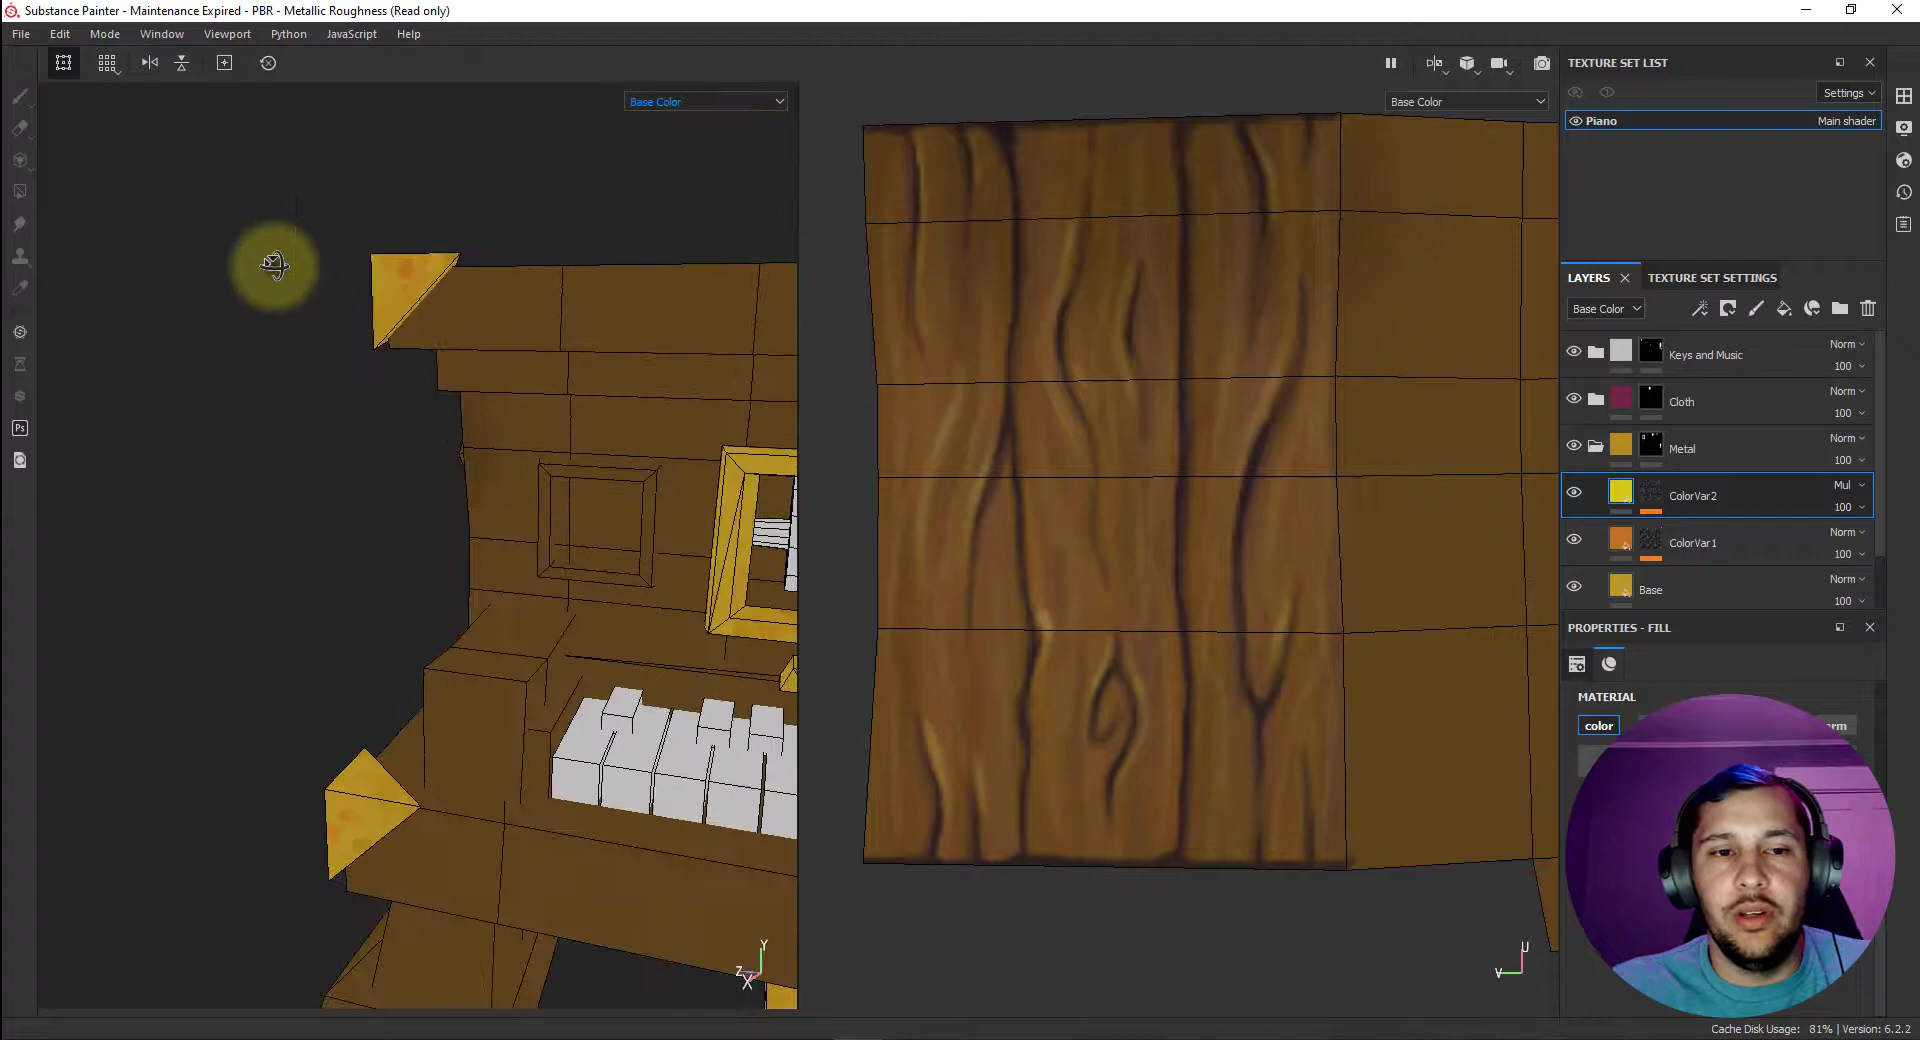 Substance Painter - Maintenance Expired - PBR - Metallic Roughness (Read only)
File Edit Mode Window Viewport Python JavaScript Help
Base Color
Base Color
TEXTURE SET LIST
Settings
Piano Main shader
LAYERS TEXTURE SET SETTINGS
Base Color
Keys and Music Norm
100
Cloth Norm
100
Metal Norm
100
ColorVar2 Mul
100
ColorVar1 Norm
100
Base Norm
100
PROPERTIES - FILL
MATERIAL
color
Ps
Y
Z
X
U
V
Cache Disk Usage: 81% | Version: 6.2.2